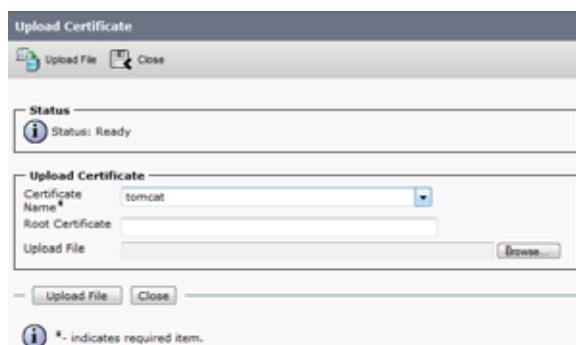 Upload Certificate
Upload File Close
Status
Status: Ready
Upload Certificate
Certificate Name* tomcat
Root Certificate
Upload File Browse...
Upload File Close
*- indicates required item.